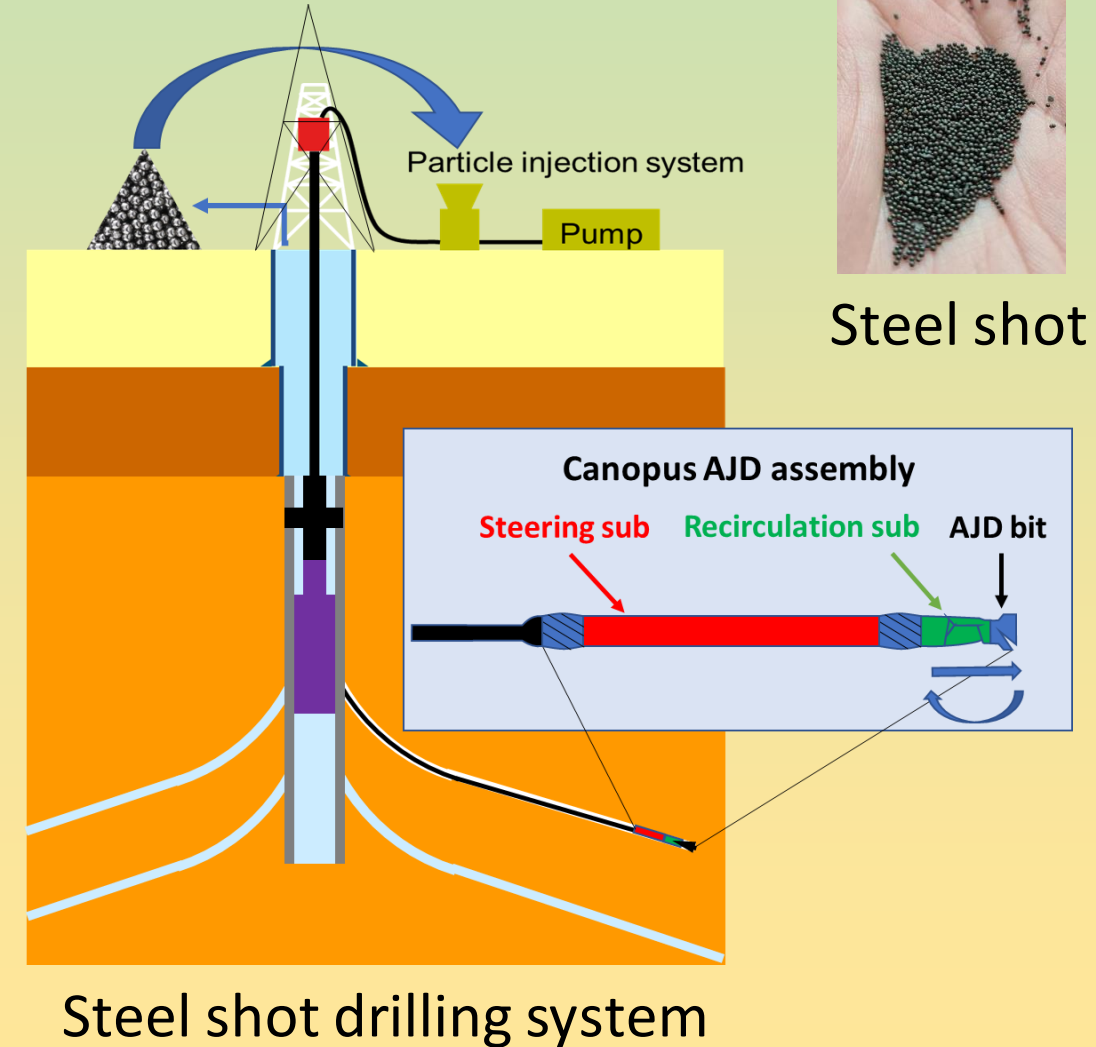 Particle injection system
Pump
Steel shot
Canopus AJD assembly
Steering sub
Recirculation sub
AJD bit
Steel shot drilling system